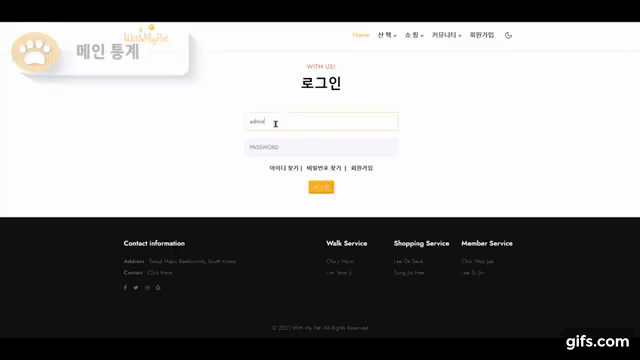 메인 통계
WithMyPet
Home 산 책 쇼 핑 커뮤니티 회원가입
WITH US!
로그인
admin
PASSWORD
아이디 찾기 | 비밀번호 찾기 | 회원가입
Contact information
Address : Seoul Mapo Baekbumro, South Korea
Contact : Click Here
Walk Service
Cha Ji Hyun
Lim Yeon Ji
Shopping Service
Lee Ok Seol
Sung Jin Hee
Member Service
Choi Woo Jae
Lee Su Jin
© 2021 With My Pet. All Rights Reserved
gifs.com